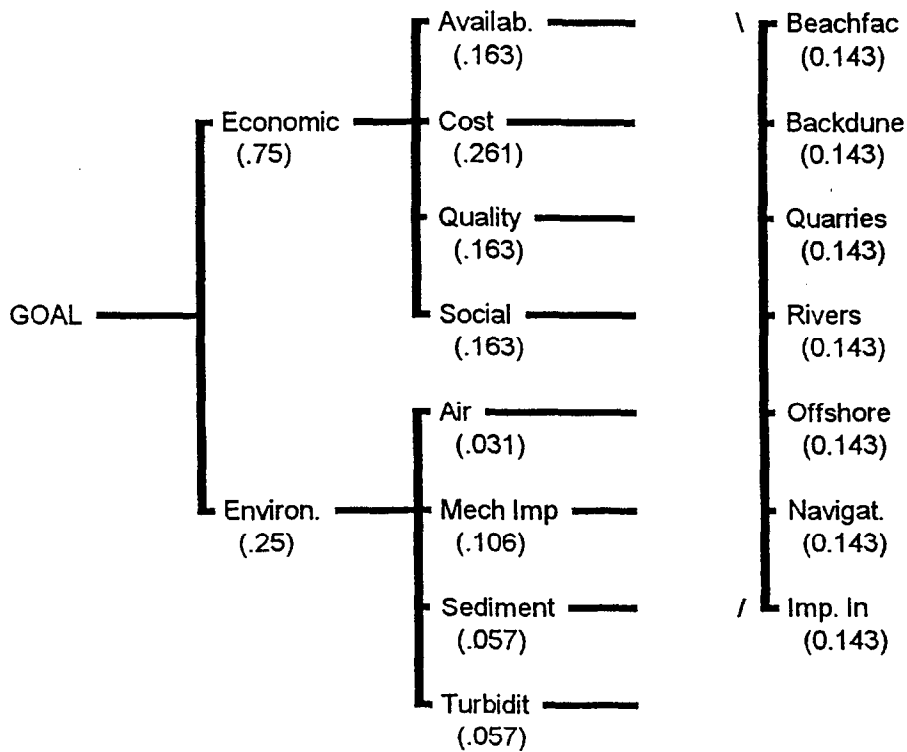 GOAL
Economic
(.75)
Availab.
(.163)
Cost
(.261)
Quality
(.163)
Social
(.163)
Environ.
(.25)
Air
(.031)
Mech Imp
(.106)
Sediment
(.057)
Turbidit
(.057)
\
/
Beachfac
(0.143)
Backdune
(0.143)
Quarries
(0.143)
Rivers
(0.143)
Offshore
(0.143)
Navigat.
(0.143)
Imp. In
(0.143)